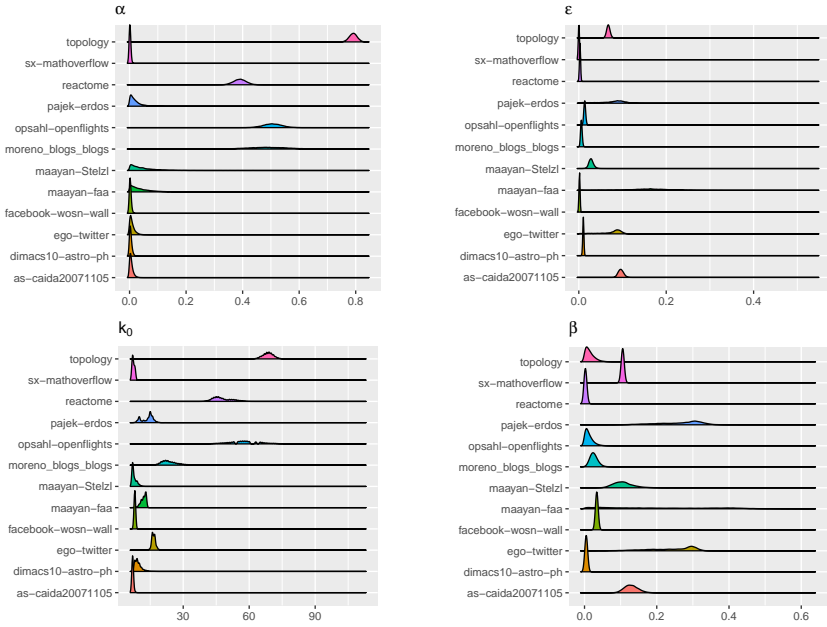 α
topology
sx−mathoverflow
reactome
pajek−erdos
opsahl−openflights
moreno_blogs_blogs
maayan−Stelzl
maayan−faa
facebook−wosn−wall
ego−twitter
dimacs10−astro−ph
as−caida20071105
0.0 0.2 0.4 0.6 0.8
ε
topology
sx−mathoverflow
reactome
pajek−erdos
opsahl−openflights
moreno_blogs_blogs
maayan−Stelzl
maayan−faa
facebook−wosn−wall
ego−twitter
dimacs10−astro−ph
as−caida20071105
0.0 0.2 0.4
k₀
topology
sx−mathoverflow
reactome
pajek−erdos
opsahl−openflights
moreno_blogs_blogs
maayan−Stelzl
maayan−faa
facebook−wosn−wall
ego−twitter
dimacs10−astro−ph
as−caida20071105
30 60 90
β
topology
sx−mathoverflow
reactome
pajek−erdos
opsahl−openflights
moreno_blogs_blogs
maayan−Stelzl
maayan−faa
facebook−wosn−wall
ego−twitter
dimacs10−astro−ph
as−caida20071105
0.0 0.2 0.4 0.6